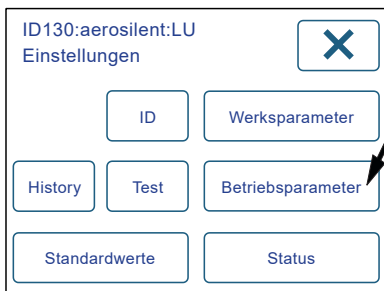 ID130:aerosilent:LU
Einstellungen
ID
Werksparameter
History
Test
Betriebsparameter
Standardwerte
Status